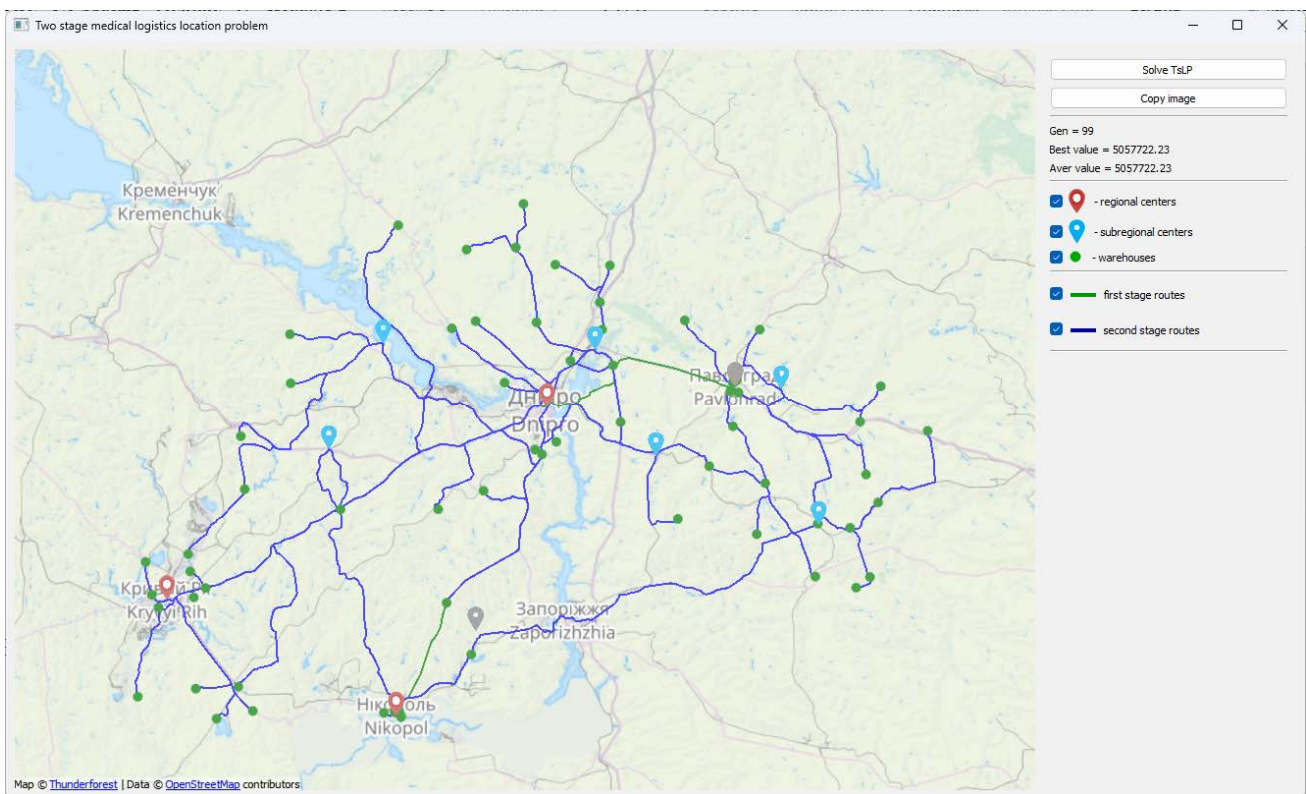 Two stage medical logistics location problem
Solve TsLP
Copy image
Gen = 99
Best value = 5057722.23
Aver value = 5057722.23
- regional centers
- subregional centers
- warehouses
first stage routes
second stage routes
Кременчук
Kremenchuk
Pavlohrad
Dnipro
Kryvyi Rih
Запоріжжя
Zaporizhzhia
Nikopol
Map © Thunderforest | Data © OpenStreetMap contributors